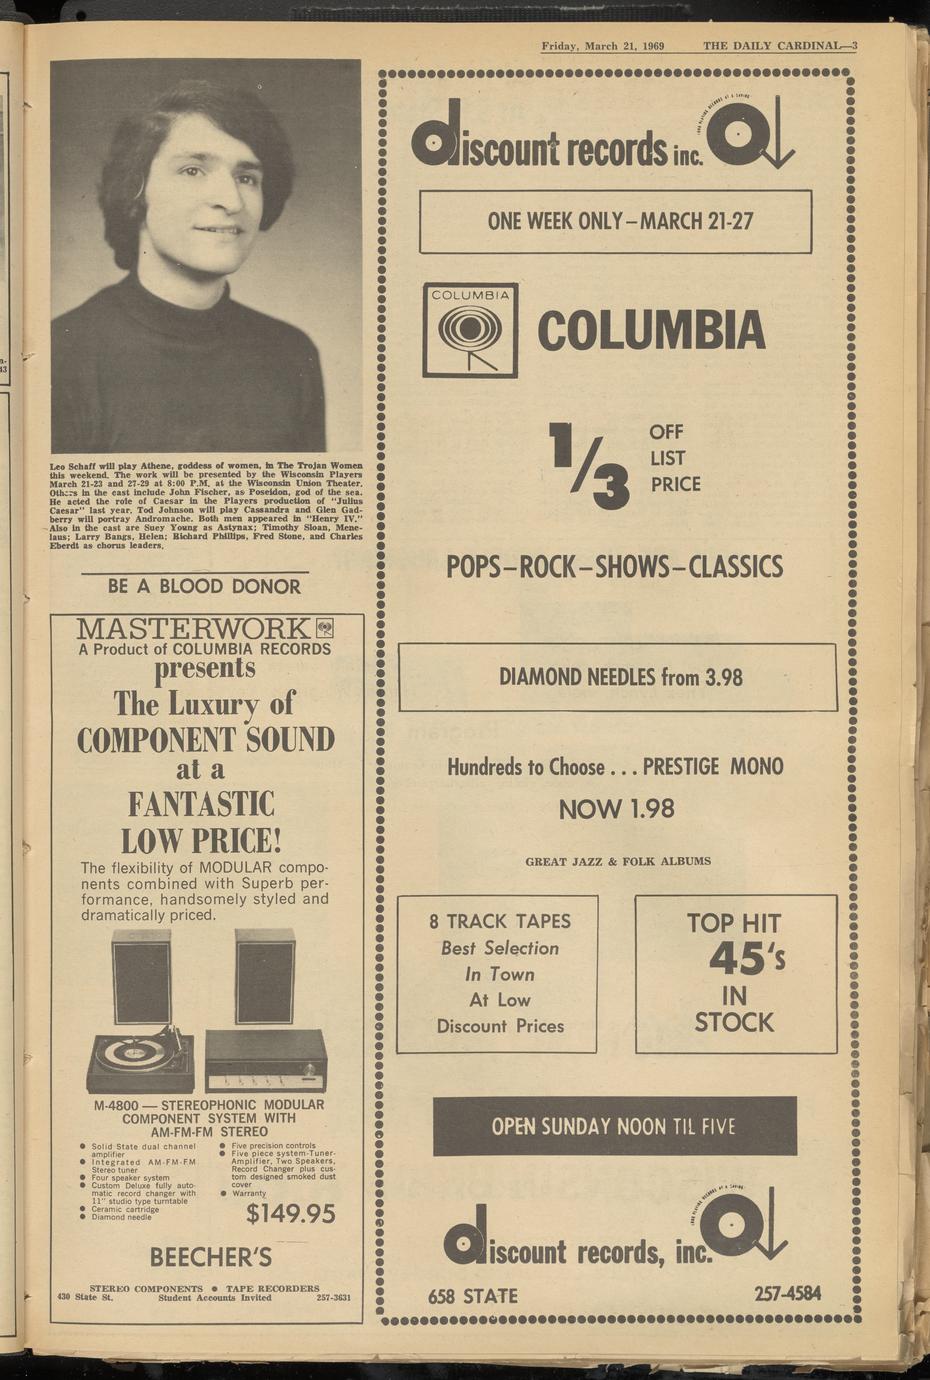 Friday, March 21, 1969 THE DAILY CARDINAL—3
Leo Schaff will play Athene, goddess of women, in The Trojan Women
this weekend. The work will be presented by the Wisconsin Players
March 21-23 and 27-29 at 8:00 P.M. at the Wisconsin Union Theater.
Others in the cast include John Fischer, as Poseidon, god of the sea.
He acted the role of Caesar in the Players production of "Julius
Caesar" last year. Tod Johnson will play Cassandra and Glen Gad-
berry will portray Andromache. Both men appeared in "Henry IV."
Also in the cast are Suey Young as Astynax; Timothy Sloan, Mene-
laus; Larry Bangs, Helen; Richard Phillips, Fred Stone, and Charles
Eberdt as chorus leaders.
BE A BLOOD DONOR
MASTERWORK
A Product of COLUMBIA RECORDS
presents
The Luxury of
COMPONENT SOUND
at a
FANTASTIC
LOW PRICE!
The flexibility of MODULAR compo-
nents combined with Superb per-
formance, handsomely styled and
dramatically priced.
M-4800 — STEREOPHONIC MODULAR
COMPONENT SYSTEM WITH
AM-FM-FM STEREO
● Solid State dual channel
amplifier
● Integrated AM-FM-FM
Stereo tuner
● Four speaker system
● Custom Deluxe fully auto-
matic record changer with
11" studio type turntable
● Ceramic cartridge
● Diamond needle
● Five precision controls
● Five piece system-Tuner-
Amplifier, Two Speakers,
Record Changer plus cus-
tom designed smoked dust
cover
● Warranty
$149.95
BEECHER'S
STEREO COMPONENTS ● TAPE RECORDERS
430 State St. Student Accounts Invited 257-3631
discount records inc.
LONG PLAYING RECORDS AT A SAVING
ONE WEEK ONLY–MARCH 21-27
COLUMBIA
COLUMBIA
1/3 OFF
LIST
PRICE
POPS–ROCK–SHOWS–CLASSICS
DIAMOND NEEDLES from 3.98
Hundreds to Choose . . . PRESTIGE MONO
NOW 1.98
GREAT JAZZ & FOLK ALBUMS
8 TRACK TAPES
Best Selection
In Town
At Low
Discount Prices
TOP HIT
45's
IN
STOCK
OPEN SUNDAY NOON TIL FIVE
LONG PLAYING RECORDS AT A SAVING
discount records, inc.
658 STATE 257-4584